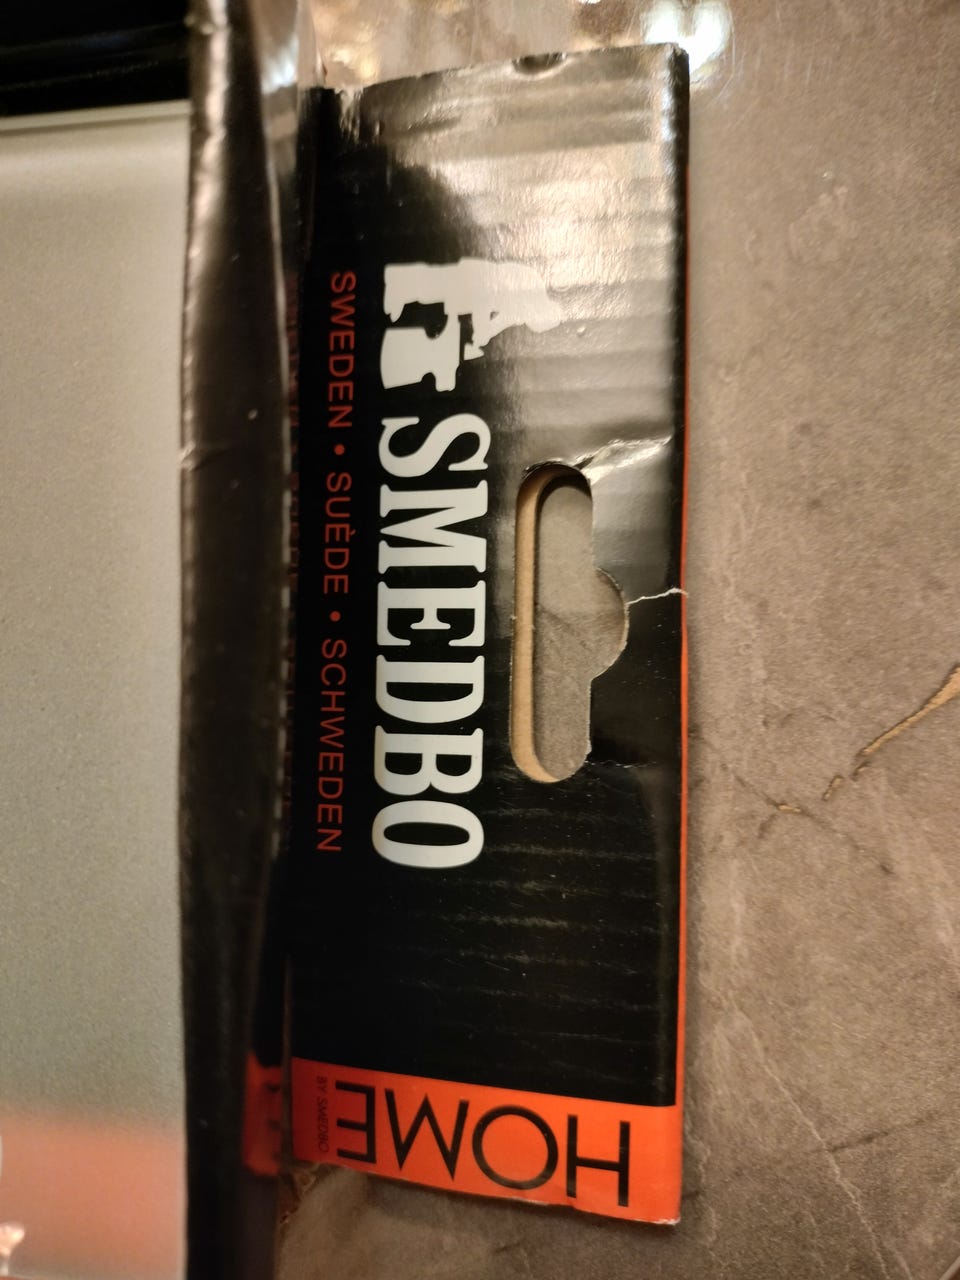 SMEDBO
SWEDEN • SUÈDE • SCHWEDEN
HOME
BY SMEDBO